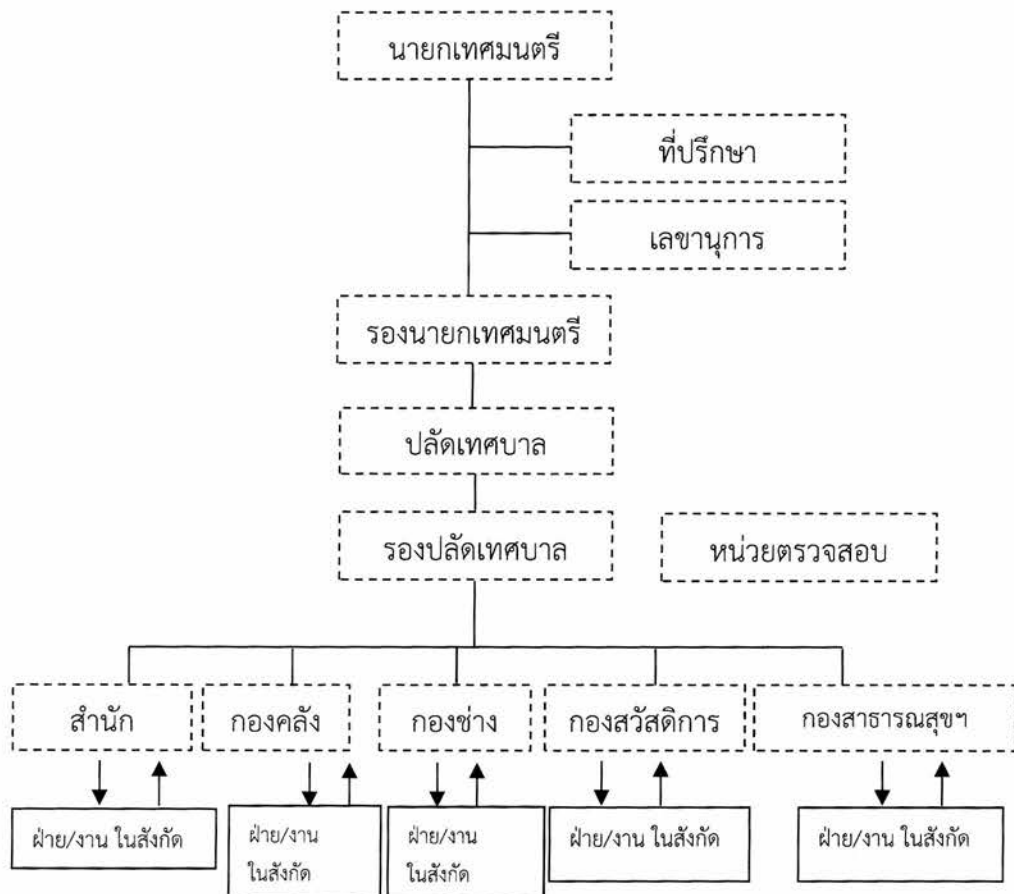 นายกเทศมนตรี
ที่ปรึกษา
เลขานุการ
รองนายกเทศมนตรี
ปลัดเทศบาล
รองปลัดเทศบาล
หน่วยตรวจสอบ
สำนัก
กองคลัง
กองช่าง
กองสวัสดิการ
กองสาธารณสุขฯ
ฝ่าย/งาน ในสังกัด
ฝ่าย/งาน
ในสังกัด
ฝ่าย/งาน
ในสังกัด
ฝ่าย/งาน ในสังกัด
ฝ่าย/งาน ในสังกัด